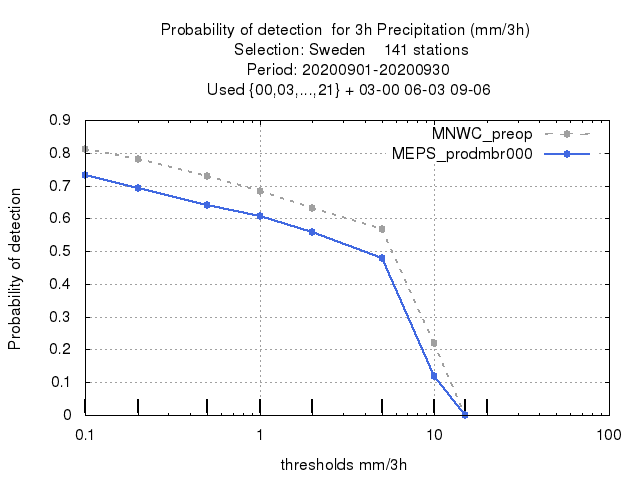 Probability of detection  for 3h Precipitation (mm/3h)
Selection: Sweden    141 stations
Period: 20200901-20200930
Used {00,03,...,21} + 03-00 06-03 09-06
MNWC_preop
MEPS_prodmbr000
Probability of detection
0.9
0.8
0.7
0.6
0.5
0.4
0.3
0.2
0.1
0
0.1 1 10 100
thresholds mm/3h